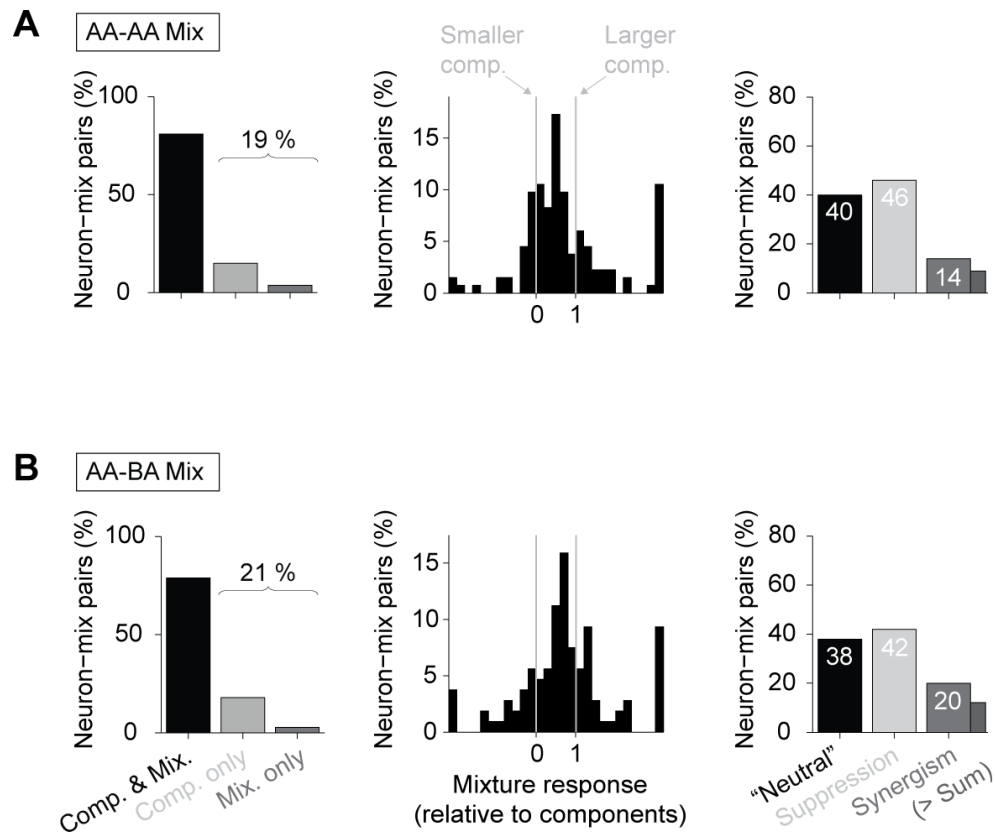 A
AA-AA Mix
Neuron−mix pairs (%)
100
50
0
19 %
Smaller
comp.
Larger
comp.
Neuron−mix pairs (%)
15
10
5
0
0
1
Neuron−mix pairs (%)
80
60
40
20
0
40
46
14
B
AA-BA Mix
Neuron−mix pairs (%)
100
50
0
21 %
Comp. & Mix.
Comp. only
Mix. only
Neuron−mix pairs (%)
15
10
5
0
0
1
Mixture response
(relative to components)
Neuron−mix pairs (%)
80
60
40
20
0
38
42
20
“Neutral”
Suppression
Synergism
(> Sum)